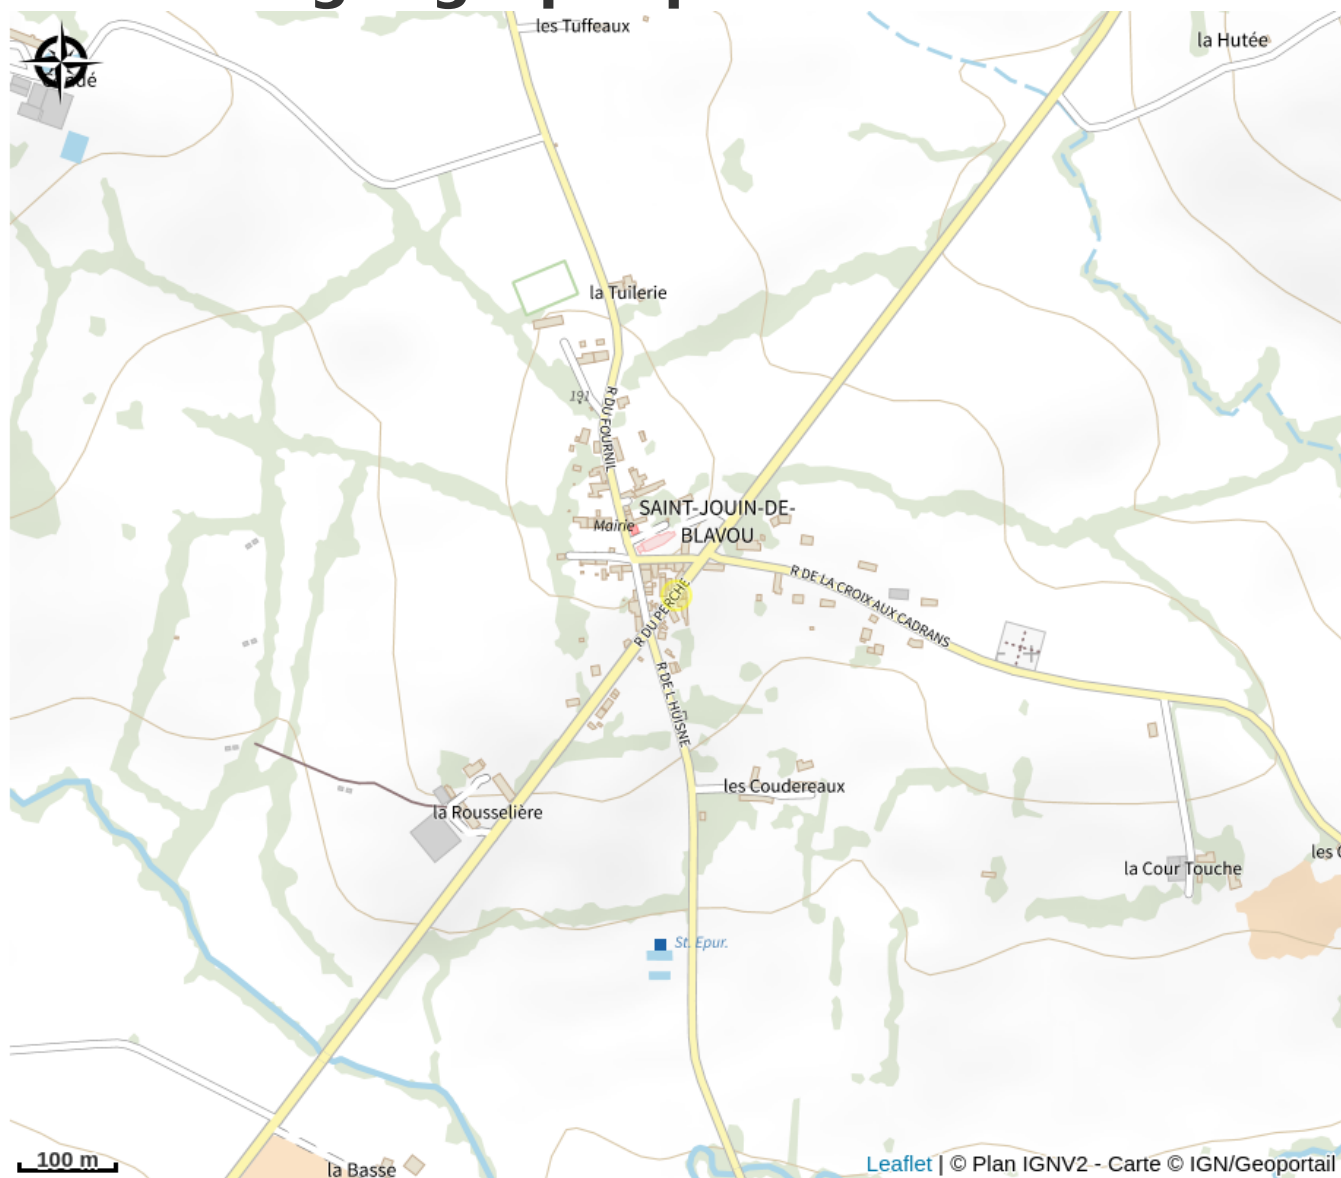 les Tuffeaux
la Hutée
la Tuilerie
191
R DU FOURNIL
SAINT-JOUIN-DE-
BLAVOU
Mairie
R DE LA CROIX AUX CADRANS
R DU PERCHE
R DE L HUISNE
les Coudereaux
la Rousselière
la Cour Touche
les
St. Epur.
la Basse
100 m
Leaflet | © Plan IGNV2 - Carte © IGN/Geoportail